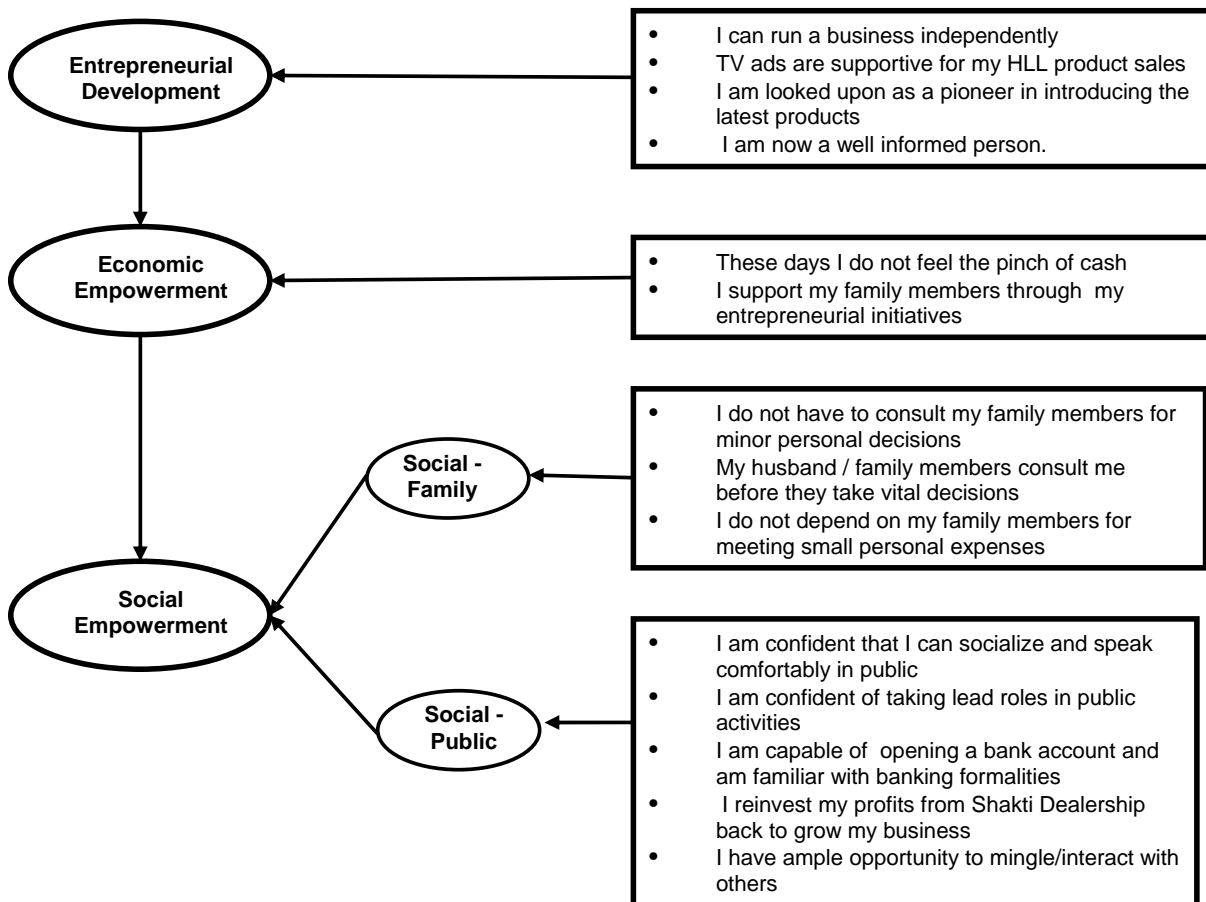 Entrepreneurial
Development
• I can run a business independently
• TV ads are supportive for my HLL product sales
• I am looked upon as a pioneer in introducing the
latest products
• I am now a well informed person.
Economic
Empowerment
• These days I do not feel the pinch of cash
• I support my family members through my
entrepreneurial initiatives
Social -
Family
• I do not have to consult my family members for
minor personal decisions
• My husband / family members consult me
before they take vital decisions
• I do not depend on my family members for
meeting small personal expenses
Social
Empowerment
Social -
Public
• I am confident that I can socialize and speak
comfortably in public
• I am confident of taking lead roles in public
activities
• I am capable of opening a bank account and
am familiar with banking formalities
• I reinvest my profits from Shakti Dealership
back to grow my business
• I have ample opportunity to mingle/interact with
others